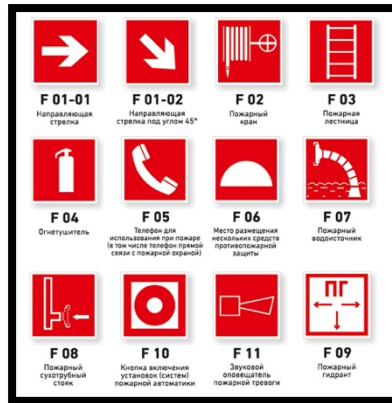 F 01-01
Направляющая
стрелка
F 01-02
Направляющая
стрелка под углом 45°
F 02
Пожарный
кран
F 03
Пожарная
лестница
F 04
Огнетушитель
F 05
Телефон для
использования при пожаре
(в том числе телефон прямой
связи с пожарной охраной)
F 06
Место размещения
нескольких средств
противопожарной
защиты
F 07
Пожарный
водоисточник
F 08
Пожарный
сухотрубный
стояк
F 10
Кнопка включения
установок (систем)
пожарной автоматики
F 11
Звуковой
оповещатель
пожарной тревоги
ПГ
F 09
Пожарный
гидрант